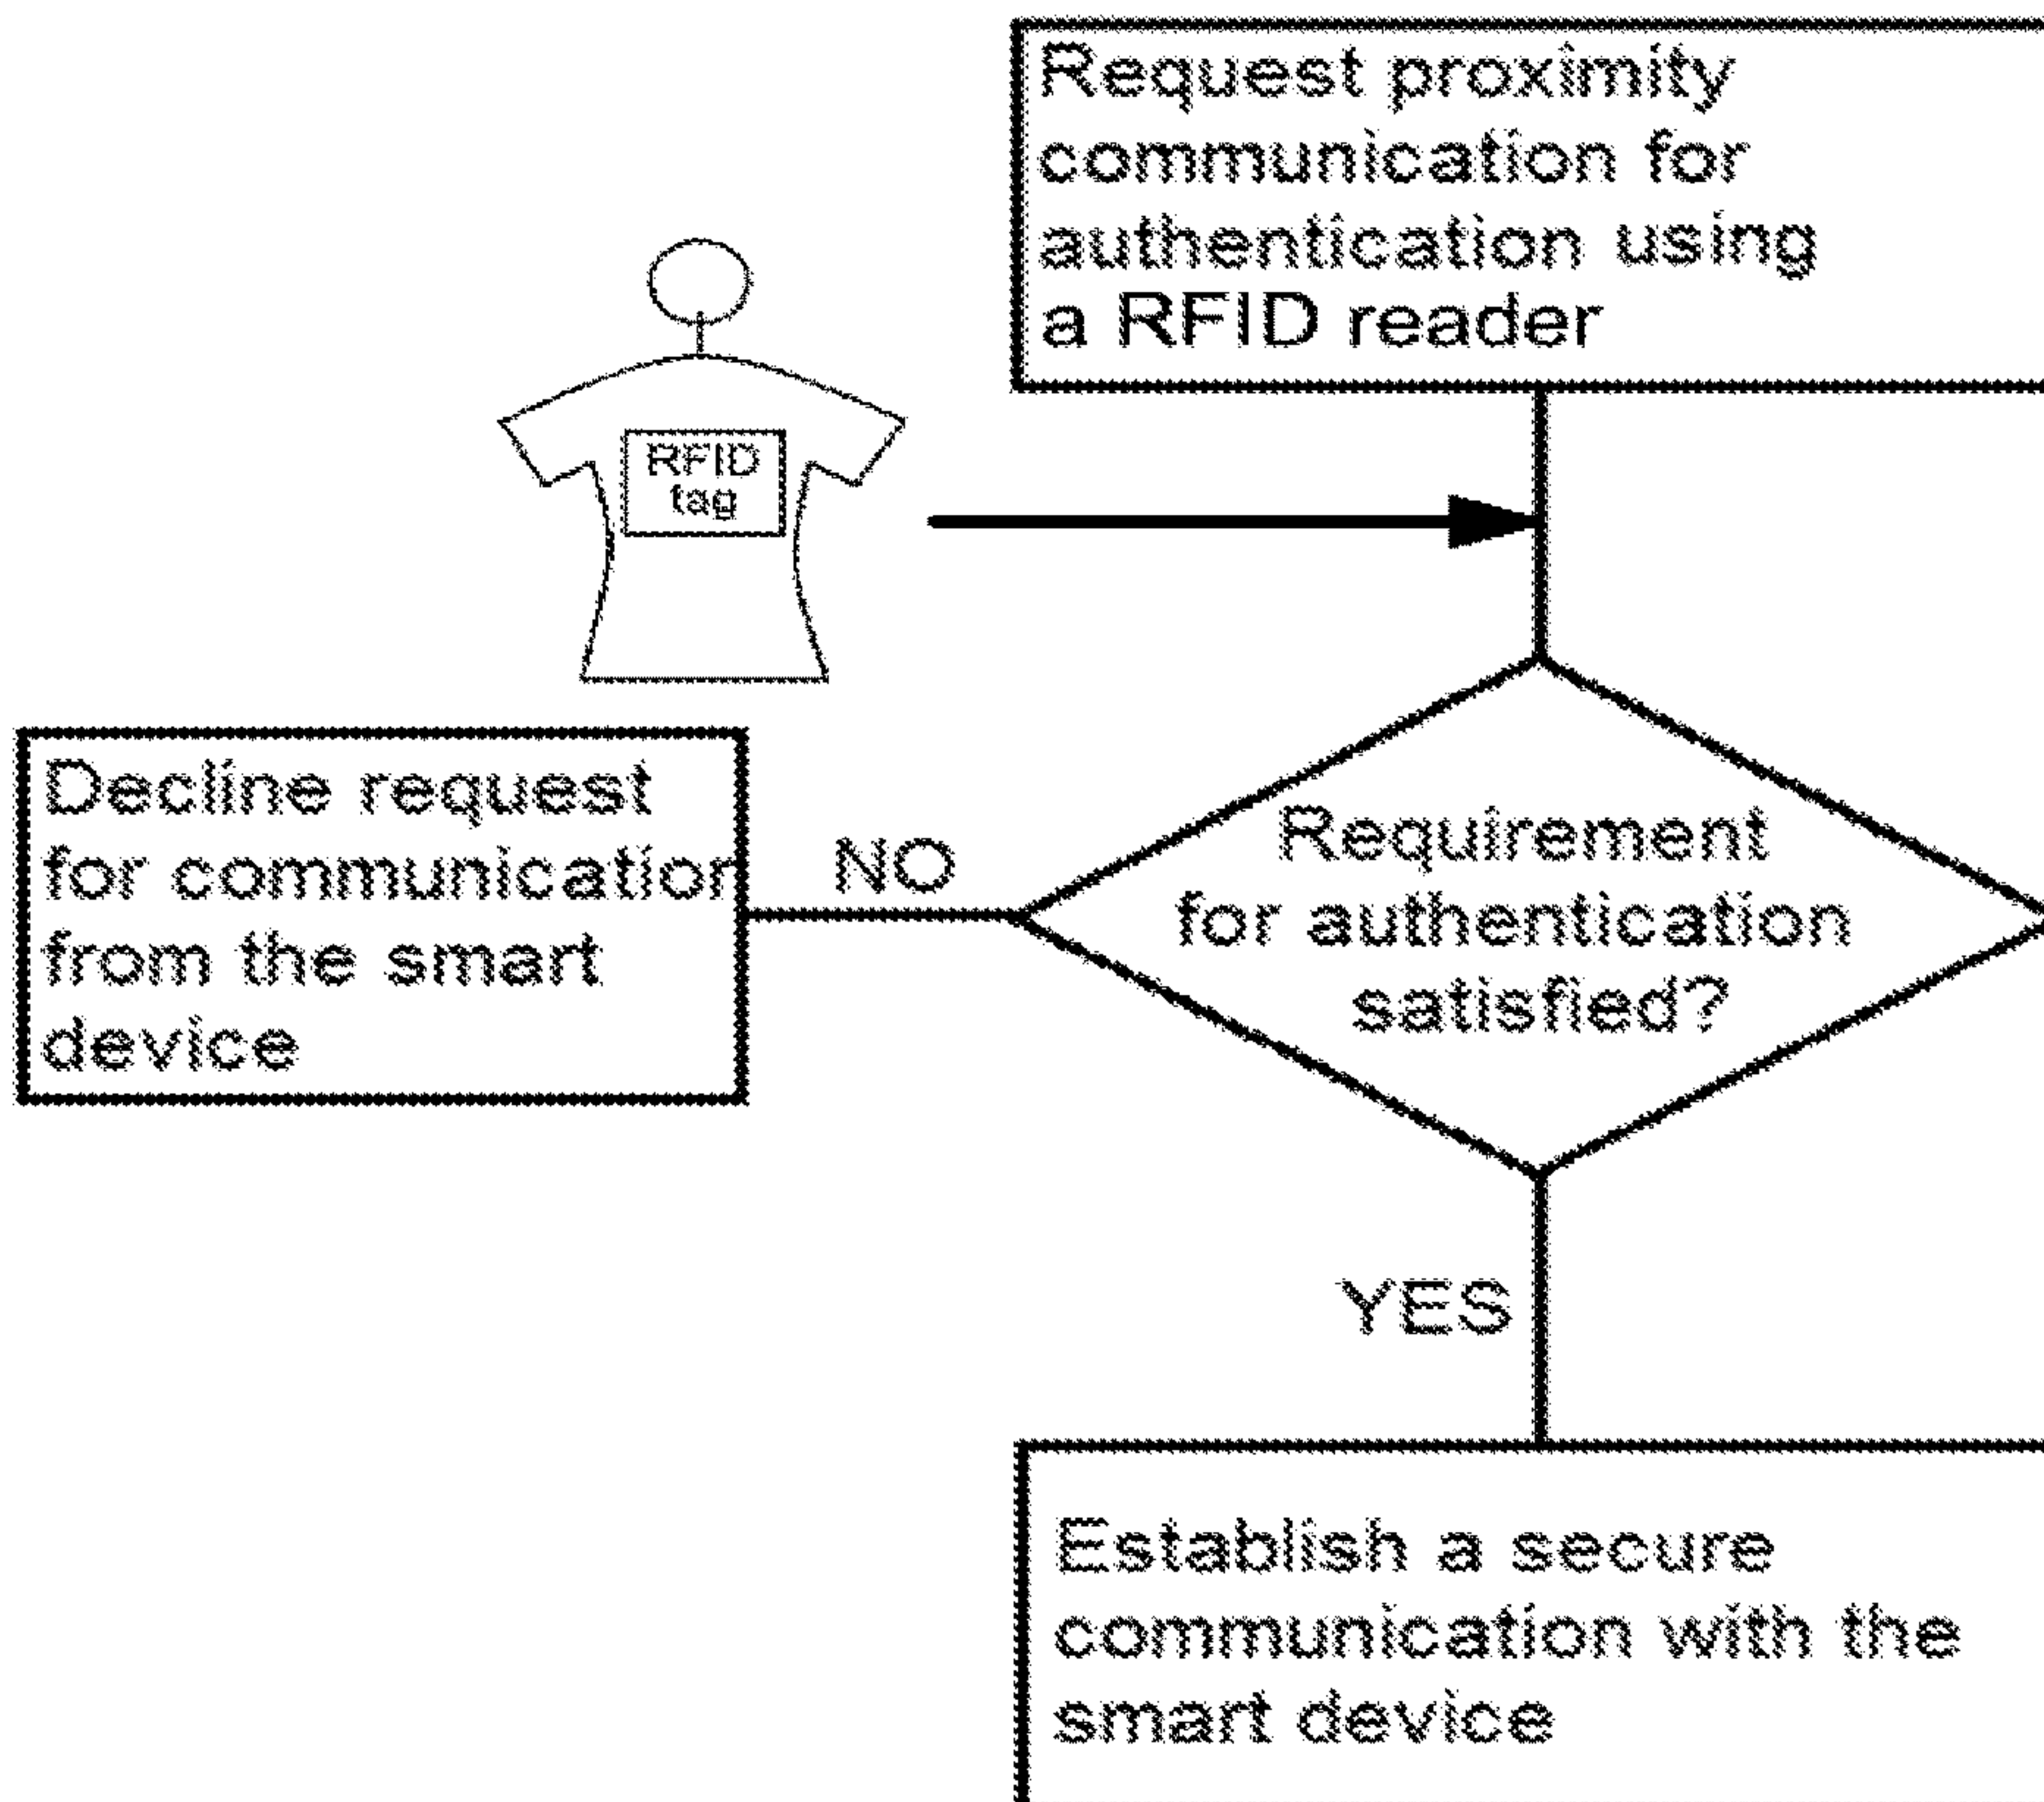 Request proximity
communication for
authentication using
a RFID reader
RFID
tag
Decline request
for communication
from the smart
device
NO
Requirement
for authentication
satisfied?
YES
Establish a secure
communication with the
smart device